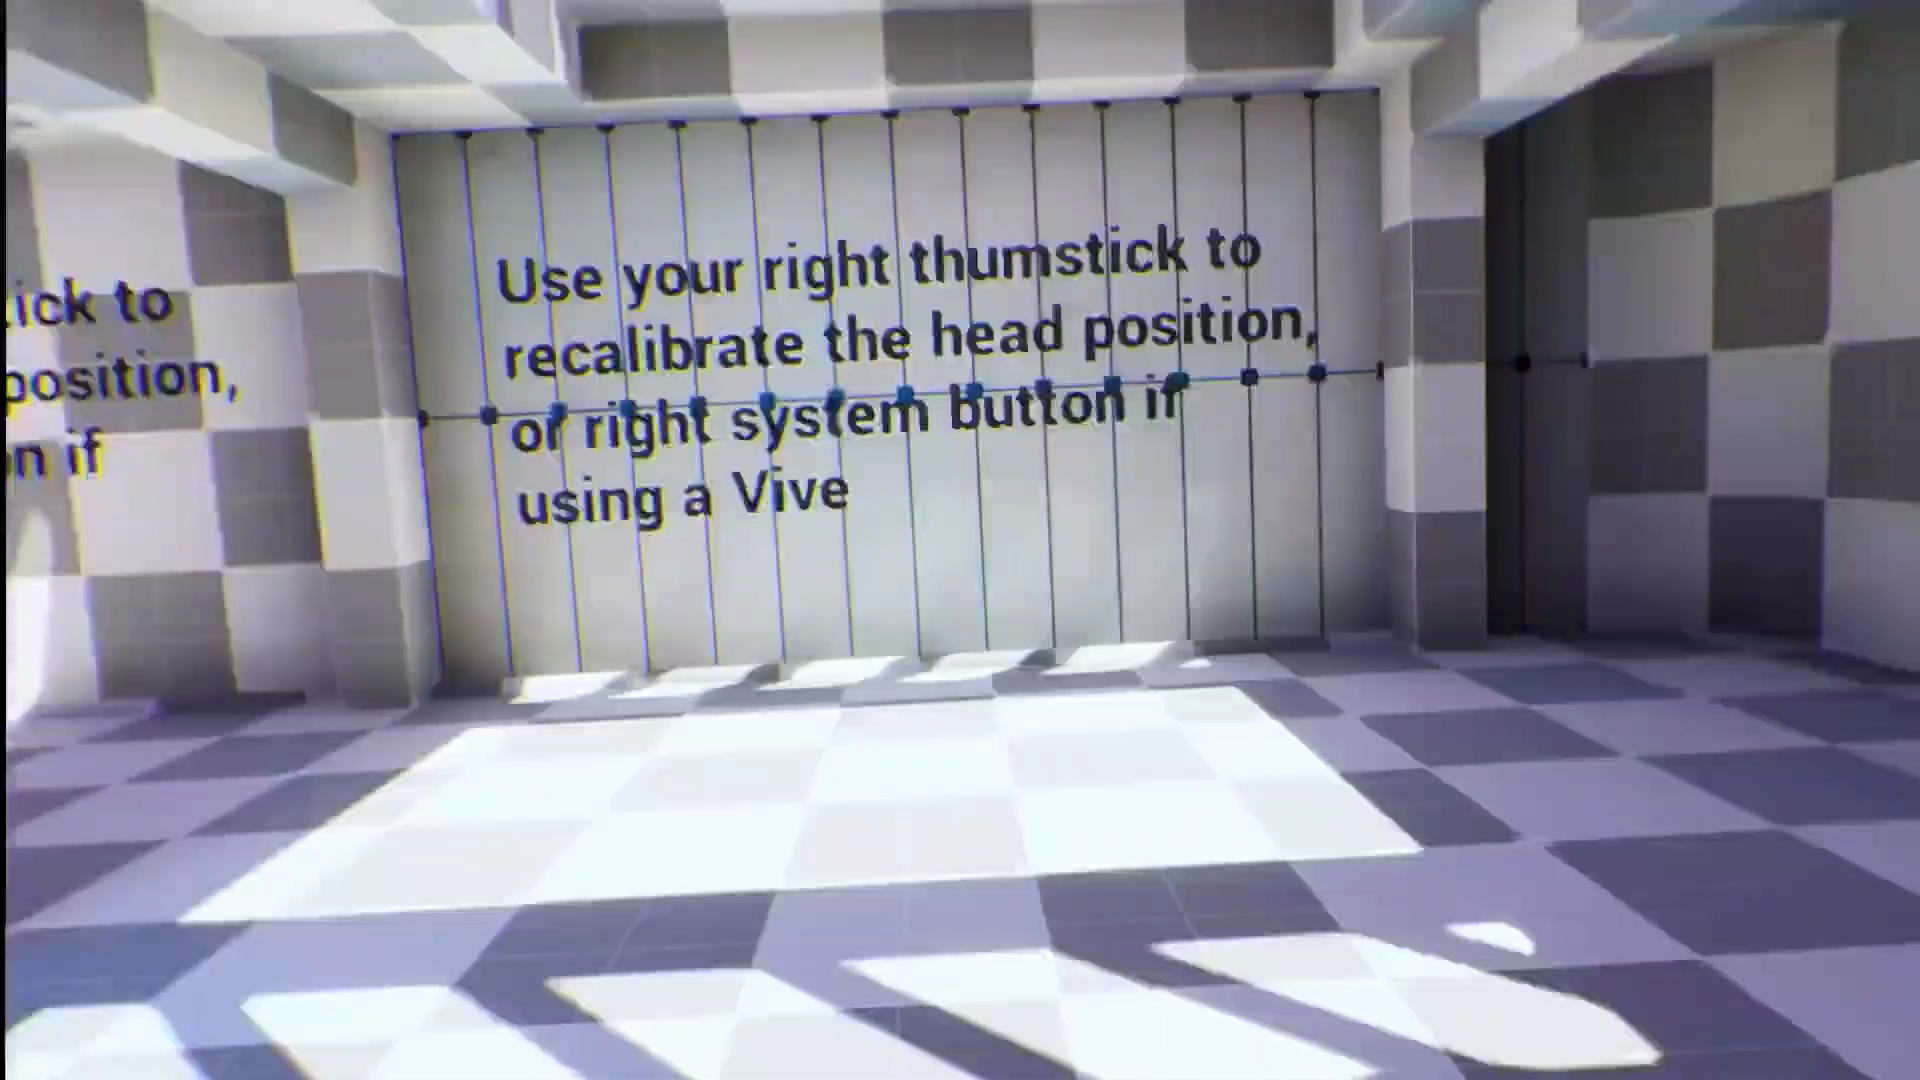 ick to
position,
n if
Use your right thumstick to
recalibrate the head position,
or right system button if
using a Vive